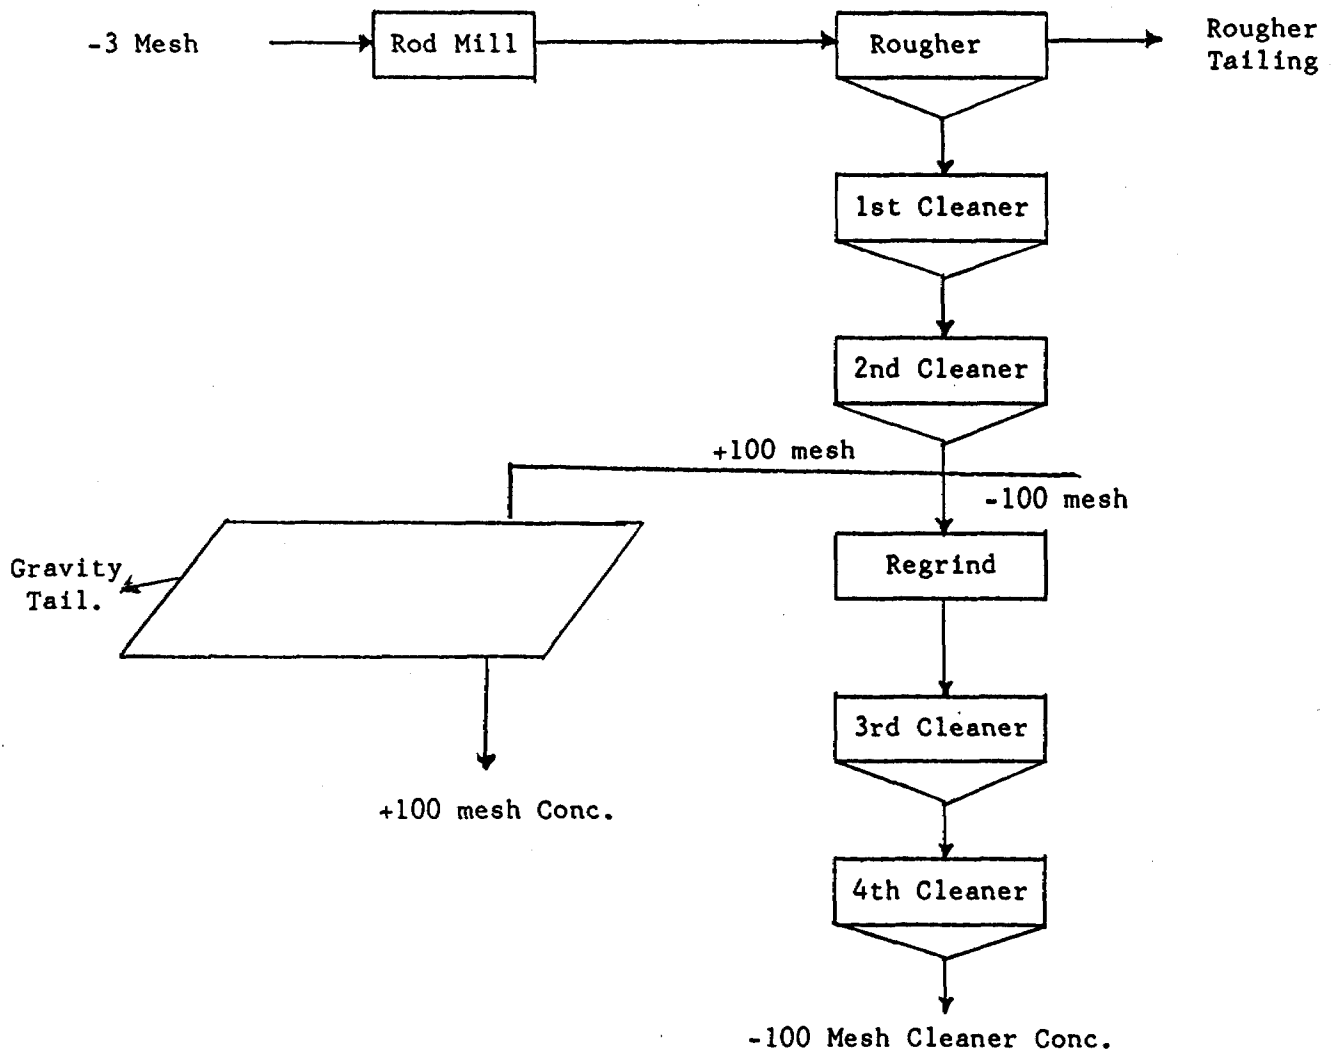 -3 Mesh
Rod Mill
Rougher
Rougher
Tailing
1st Cleaner
2nd Cleaner
+100 mesh
-100 mesh
Gravity
Tail.
Regrind
3rd Cleaner
+100 mesh Conc.
4th Cleaner
-100 Mesh Cleaner Conc.